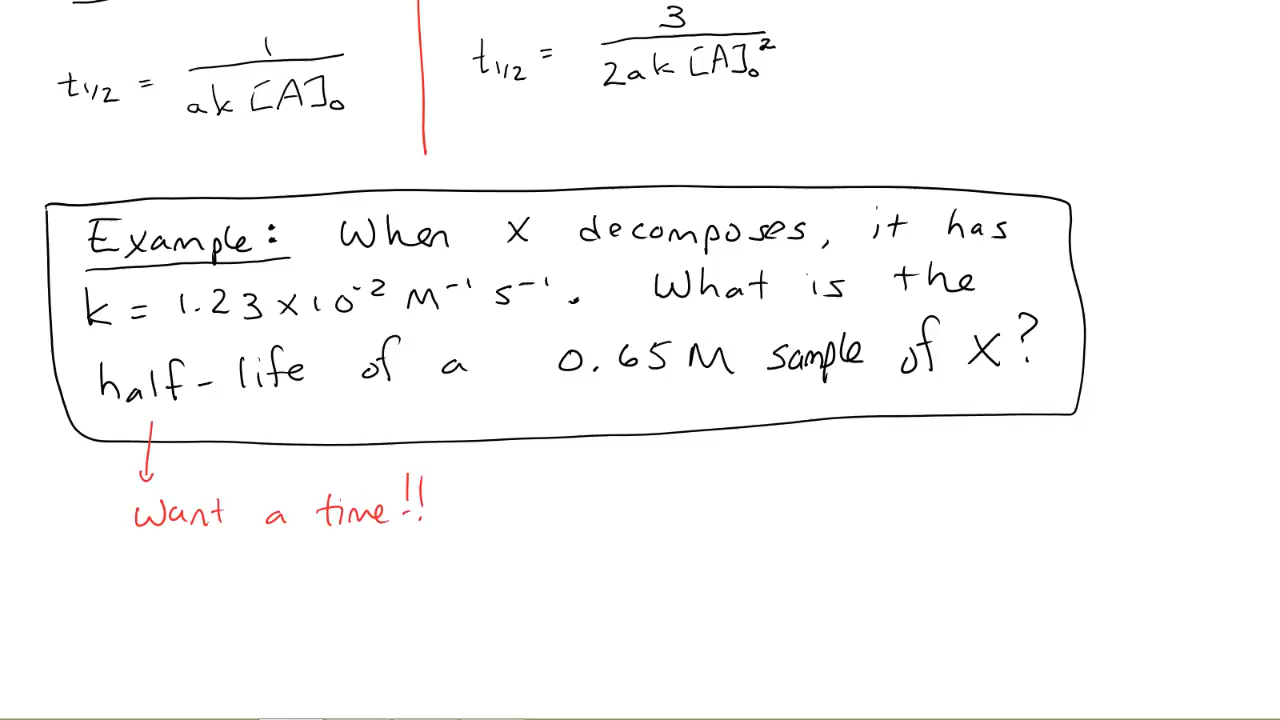 t1/2 = 1 / ak[A]₀
t1/2 = 3 / 2ak[A]₀²
Example: When X decomposes, it has
k = 1.23 x 10⁻² M⁻¹ s⁻¹. What is the
half-life of a 0.65 M sample of X?
Want a time!!